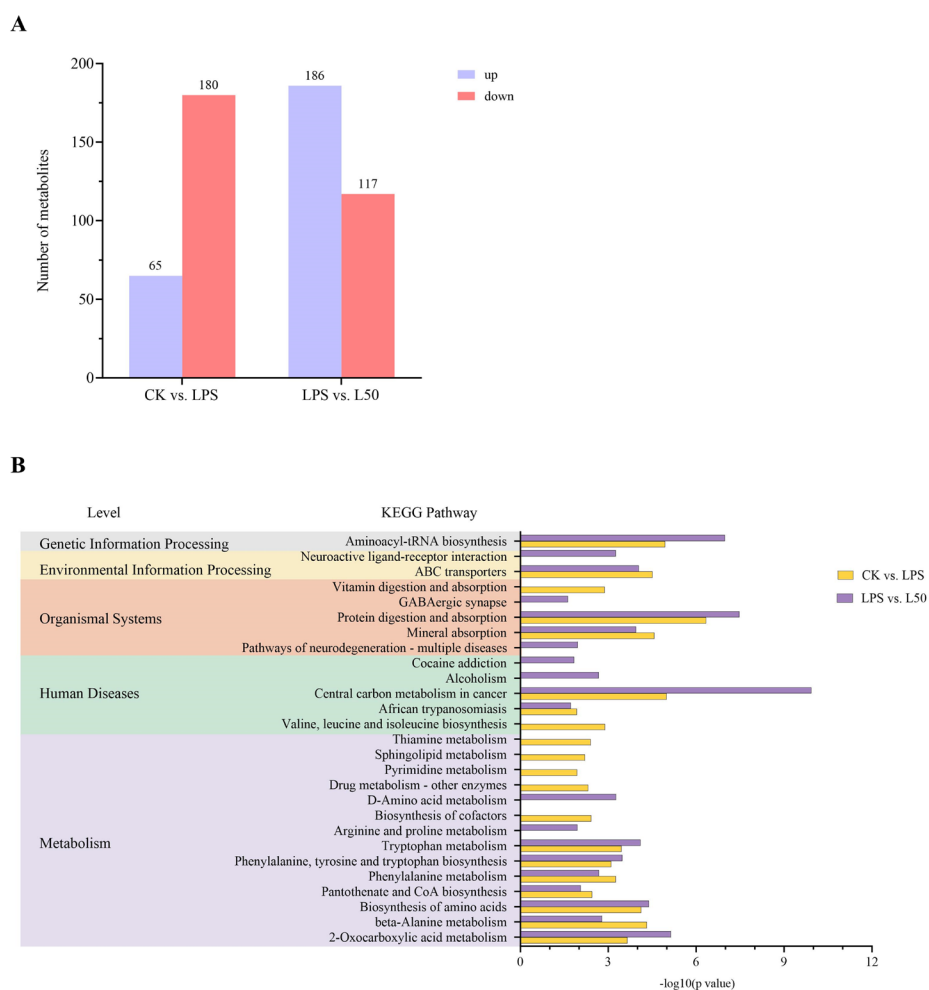 A
Number of metabolites
200
150
100
50
0
65
180
186
117
CK vs. LPS
LPS vs. L50
up
down
B
Level
KEGG Pathway
Genetic Information Processing
Environmental Information Processing
Organismal Systems
Human Diseases
Metabolism
Aminoacyl-tRNA biosynthesis
Neuroactive ligand-receptor interaction
ABC transporters
Vitamin digestion and absorption
GABAergic synapse
Protein digestion and absorption
Mineral absorption
Pathways of neurodegeneration - multiple diseases
Cocaine addiction
Alcoholism
Central carbon metabolism in cancer
African trypanosomiasis
Valine, leucine and isoleucine biosynthesis
Thiamine metabolism
Sphingolipid metabolism
Pyrimidine metabolism
Drug metabolism - other enzymes
D-Amino acid metabolism
Biosynthesis of cofactors
Arginine and proline metabolism
Tryptophan metabolism
Phenylalanine, tyrosine and tryptophan biosynthesis
Phenylalanine metabolism
Pantothenate and CoA biosynthesis
Biosynthesis of amino acids
beta-Alanine metabolism
2-Oxocarboxylic acid metabolism
0
3
6
9
12
-log10(p value)
CK vs. LPS
LPS vs. L50